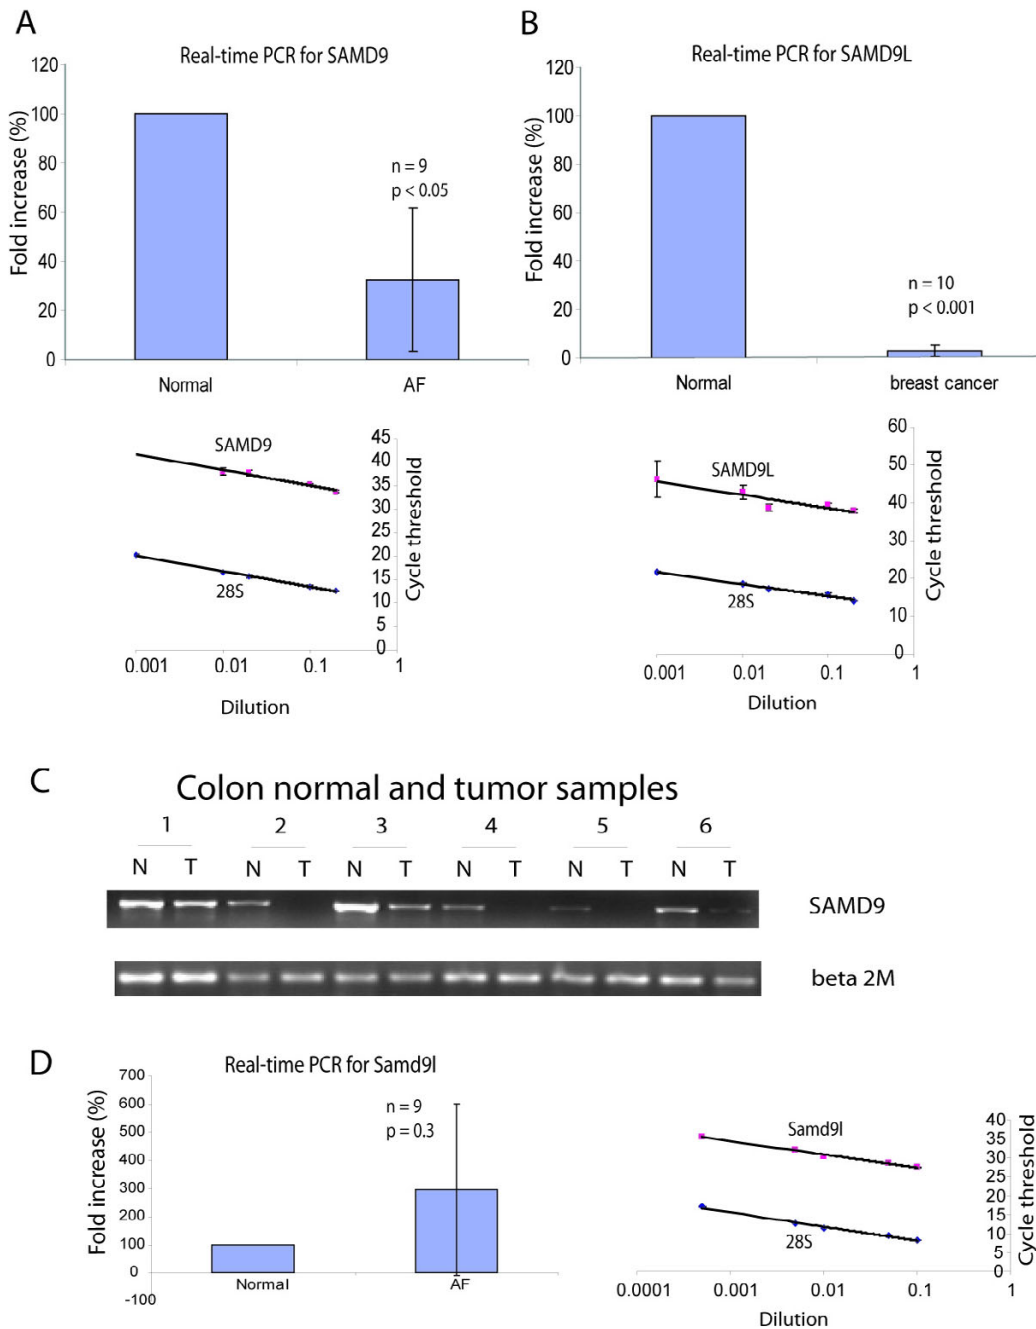 A
Real-time PCR for SAMD9
Fold increase (%)
120
100
80
60
40
20
0
n = 9
p < 0.05
Normal
AF
SAMD9
28S
45
40
35
30
25
20
15
10
5
0
Cycle threshold
0.001
0.01
0.1
1
Dilution
B
Real-time PCR for SAMD9L
Fold increase (%)
120
100
80
60
40
20
0
n = 10
p < 0.001
Normal
breast cancer
SAMD9L
28S
60
50
40
30
20
10
0
Cycle threshold
0.001
0.01
0.1
1
Dilution
C
Colon normal and tumor samples
1 2 3 4 5 6
N T N T N T N T N T N T
SAMD9
beta 2M
D
Real-time PCR for Samd9l
Fold increase (%)
700
600
500
400
300
200
100
0
-100
n = 9
p = 0.3
Normal
AF
Samd9l
28S
40
35
30
25
20
15
10
5
0
Cycle threshold
0.0001
0.001
0.01
0.1
1
Dilution